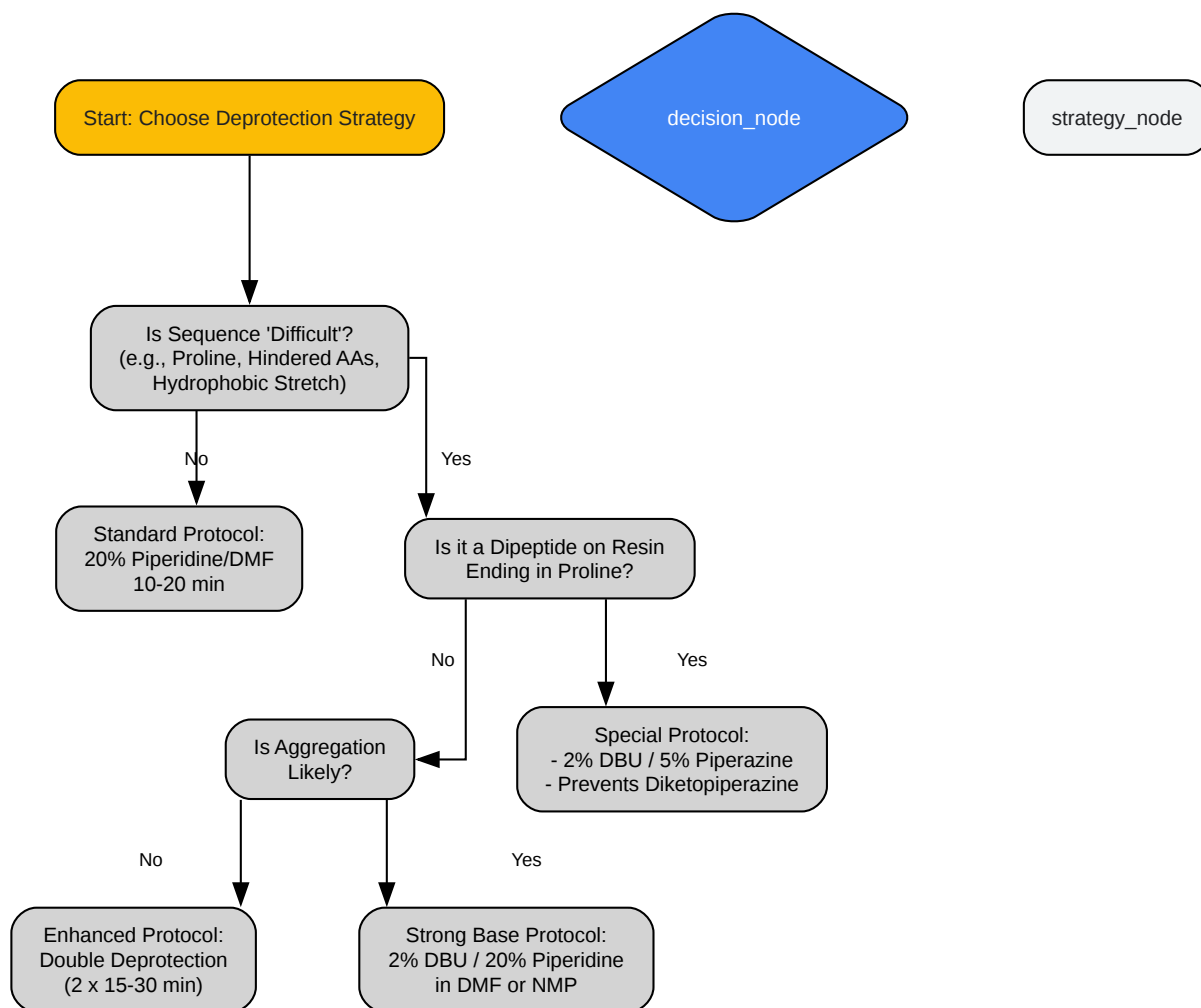 Start: Choose Deprotection Strategy
decision_node
strategy_node
Is Sequence 'Difficult'?
(e.g., Proline, Hindered AAs,
Hydrophobic Stretch)
No
Yes
Standard Protocol:
20% Piperidine/DMF
10-20 min
Is it a Dipeptide on Resin
Ending in Proline?
No
Yes
Is Aggregation
Likely?
Special Protocol:
- 2% DBU / 5% Piperazine
- Prevents Diketopiperazine
No
Yes
Enhanced Protocol:
Double Deprotection
(2 x 15-30 min)
Strong Base Protocol:
2% DBU / 20% Piperidine
in DMF or NMP